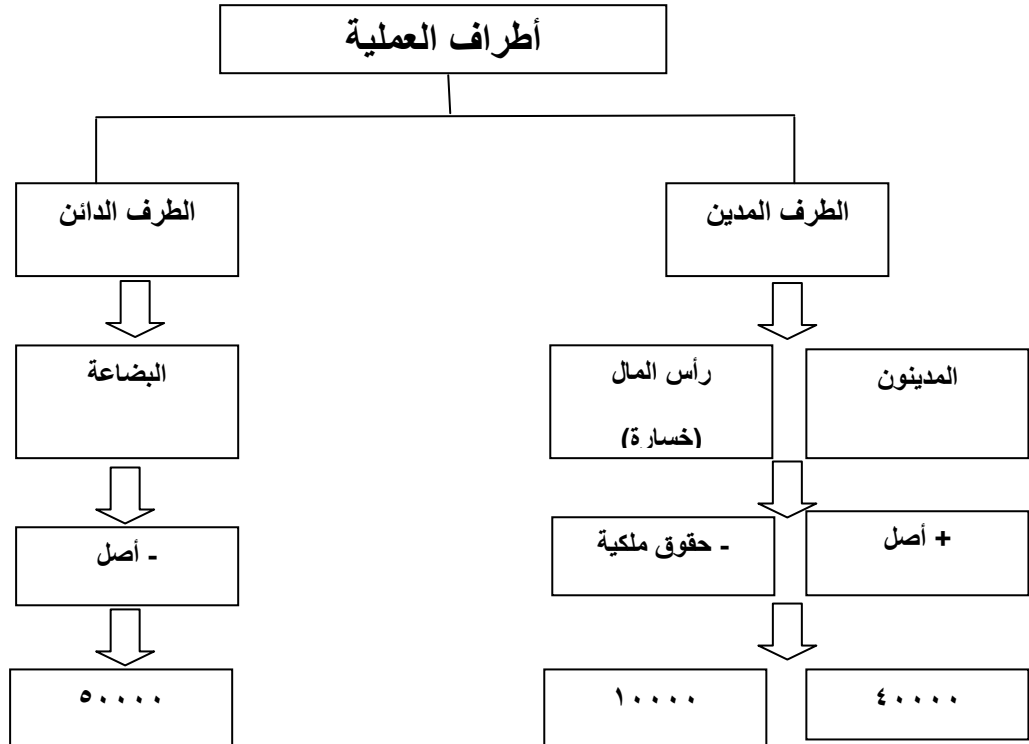 أطراف العملية
الطرف المدين
الطرف الدائن
المدينون
رأس المال
(خسارة)
البضاعة
+ أصل
- حقوق ملكية
- أصل
٤٠٠٠٠
١٠٠٠٠
٥٠٠٠٠